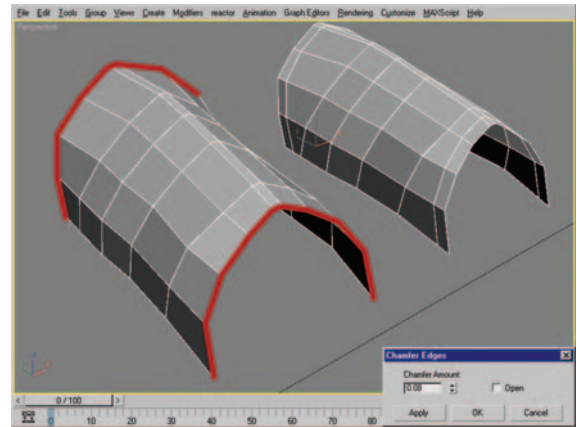 File Edit Tools Group Views Create Modifiers reactor Animation Graph Editors Rendering Customize MAXScript Help
Perspective
Chamfer Edges
Chamfer Amount:
0.08
Open
Apply OK Cancel
0 / 100
0 10 20 30 40 50 60 70 80